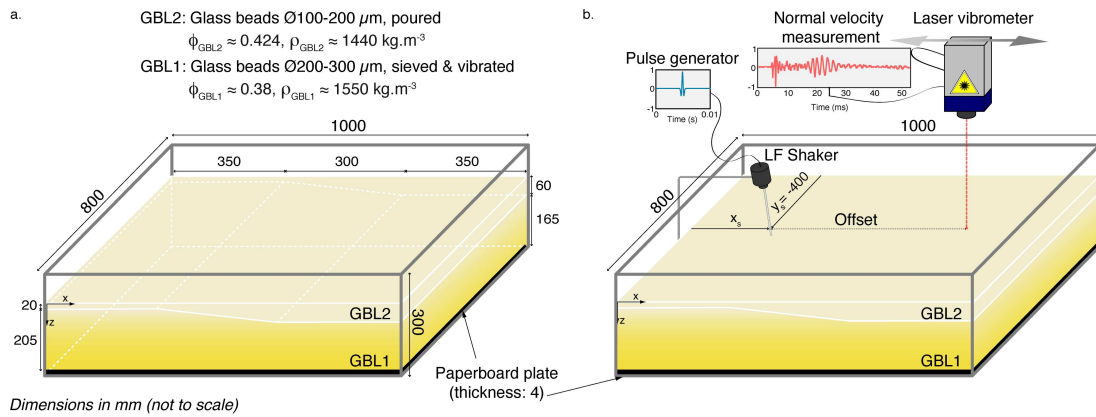 a.
GBL2: Glass beads Ø100-200 µm, poured
ϕGBL2 ≈ 0.424, ρGBL2 ≈ 1440 kg.m-3
GBL1: Glass beads Ø200-300 µm, sieved & vibrated
ϕGBL1 ≈ 0.38, ρGBL1 ≈ 1550 kg.m-3
1000
350
300
350
800
60
165
20
x
z
205
GBL2
GBL1
300
Paperboard plate
(thickness: 4)
Dimensions in mm (not to scale)
b.
Normal velocity
measurement
Laser vibrometer
Pulse generator
1
0
-1
0
0.01
Time (s)
1
0
-1
0
10
20
30
40
50
Time (ms)
1000
LF Shaker
800
ys = -400
xs
Offset
x
z
GBL2
GBL1